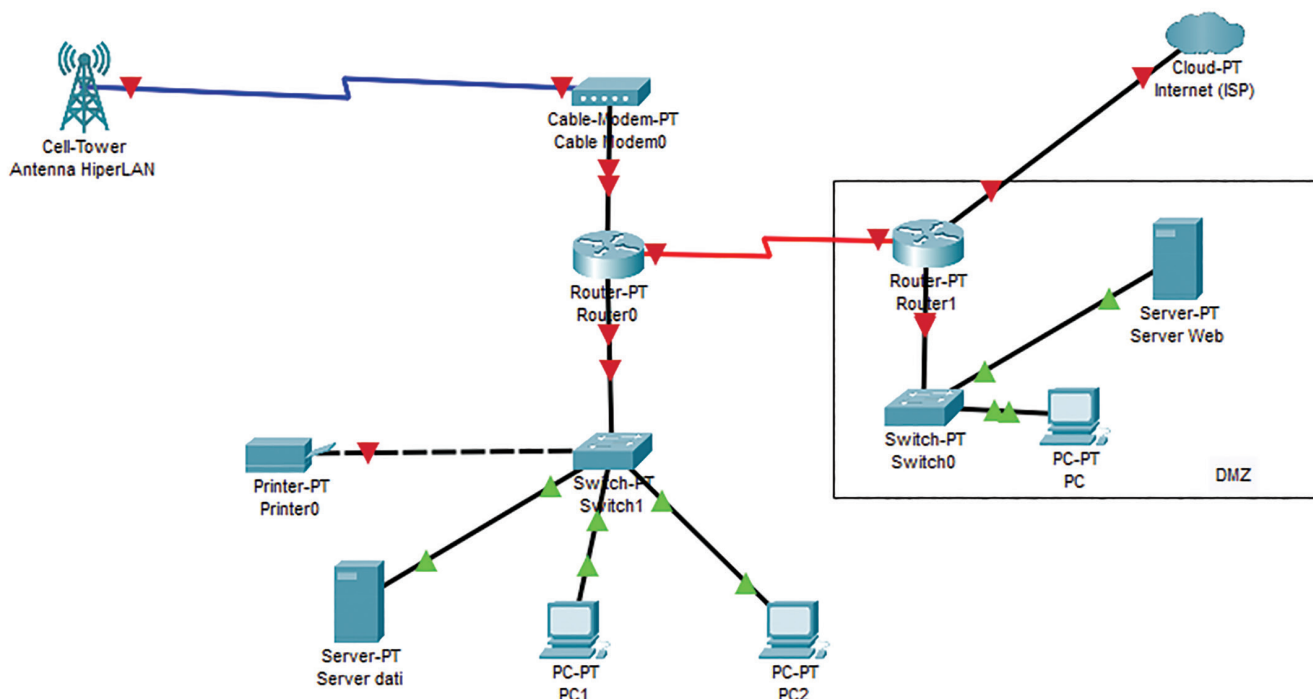 Cloud-PT
Internet (ISP)
Cell-Tower
Antenna HiperLAN
Cable-Modem-PT
Cable Modem0
Router-PT
Router0
Router-PT
Router1
Server-PT
Server Web
Switch-PT
Switch0
PC-PT
PC
DMZ
Printer-PT
Printer0
Switch-PT
Switch1
Server-PT
Server dati
PC-PT
PC1
PC-PT
PC2